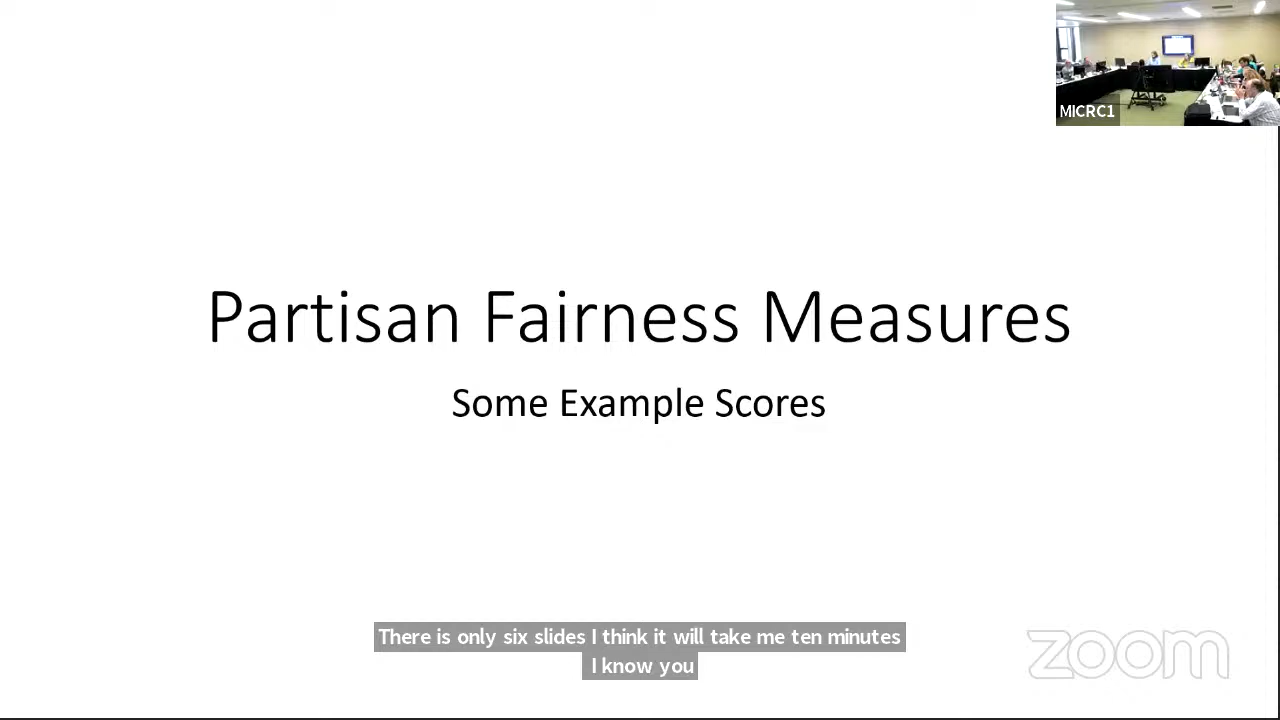 MICRC1
Partisan Fairness Measures
Some Example Scores
There is only six slides I think it will take me ten minutes
I know you
zoom